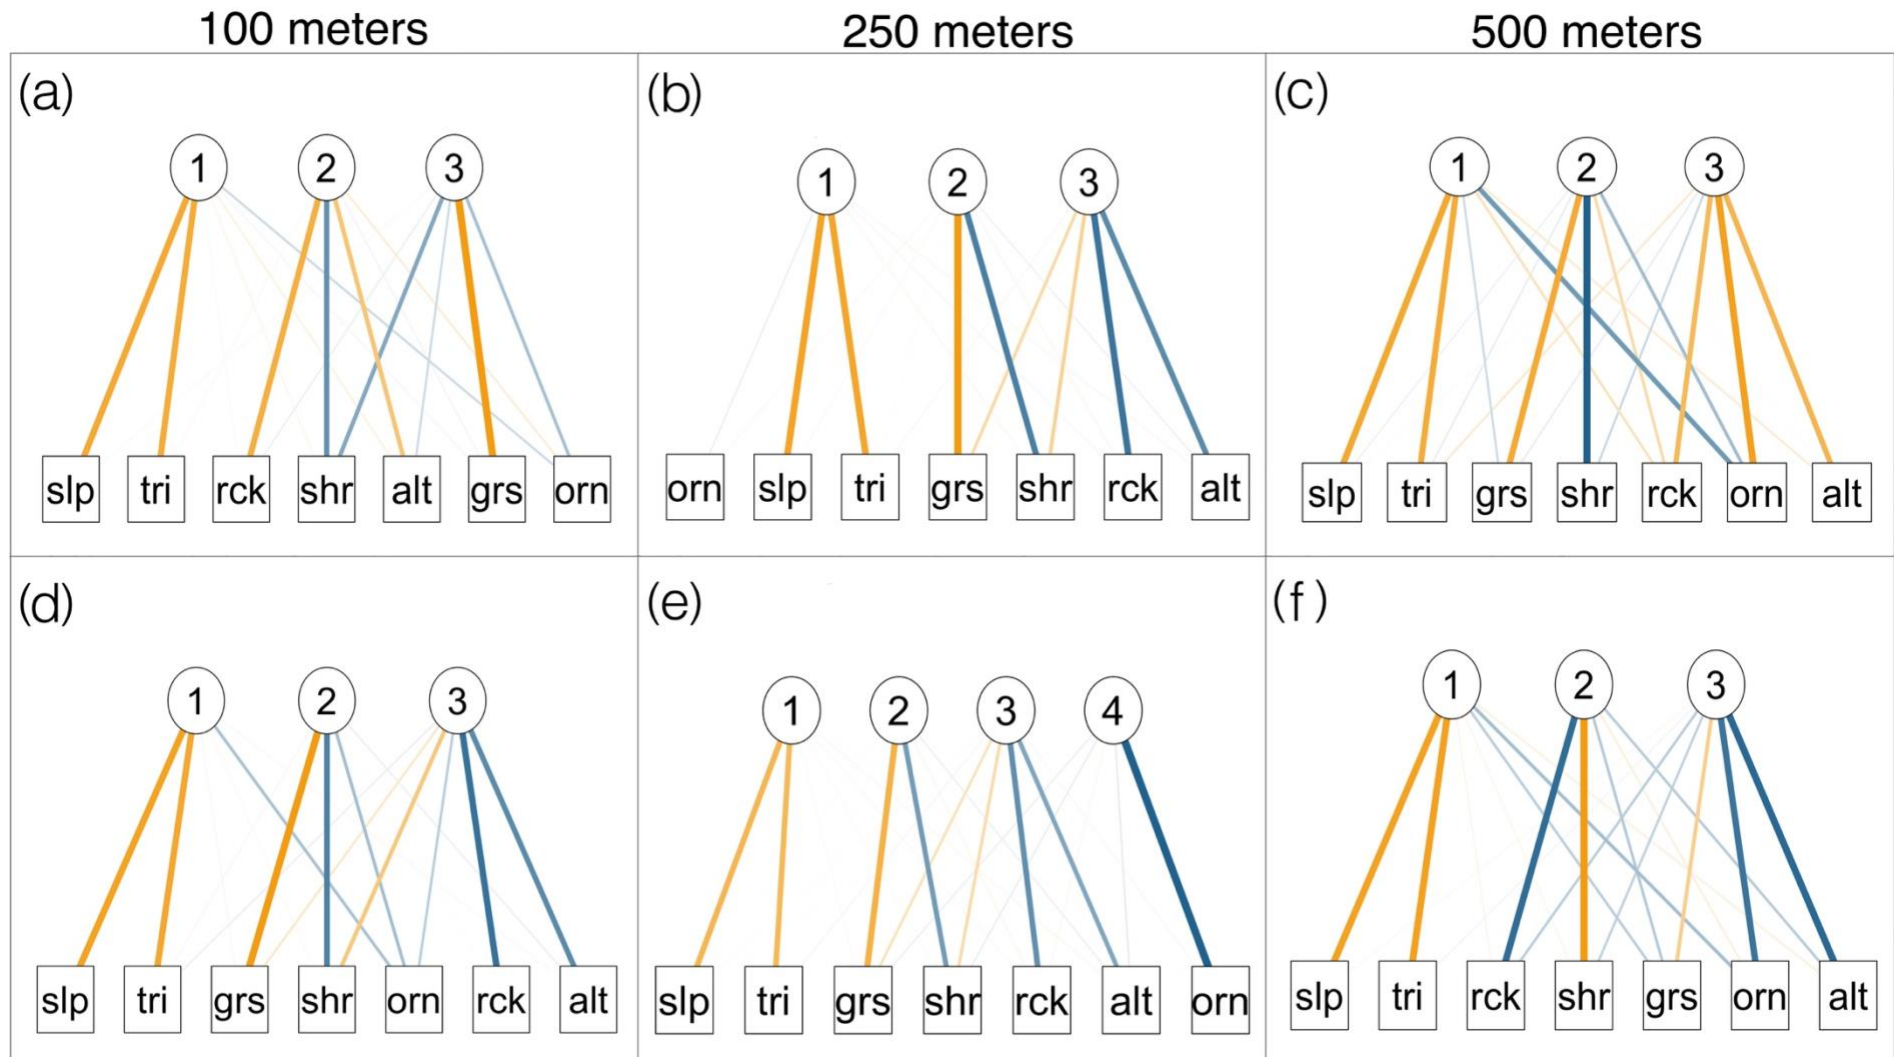 100 meters 250 meters 500 meters
(a) (b) (c)
1 2 3 1 2 3 1 2 3
slp tri rck shr alt grs orn orn slp tri grs shr rck alt slp tri grs shr rck orn alt
(d) (e) (f)
1 2 3 1 2 3 4 1 2 3
slp tri grs shr orn rck alt slp tri grs shr rck alt orn slp tri rck shr grs orn alt